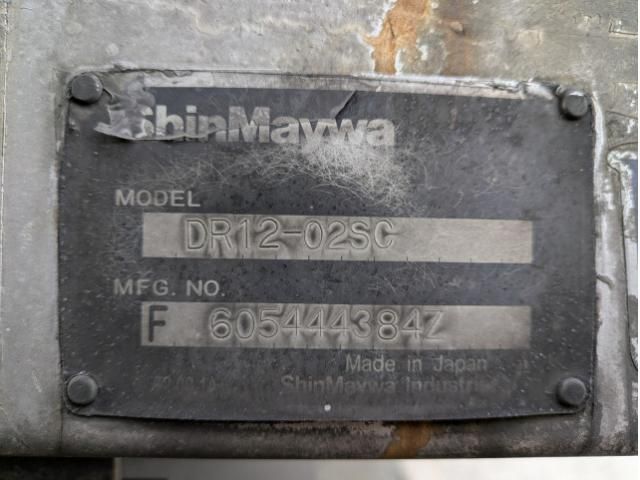 ShinMaywa
MODEL
DR12-02SC
MFG. NO.
F 605444384Z
Made in Japan
ShinMaywa Industries